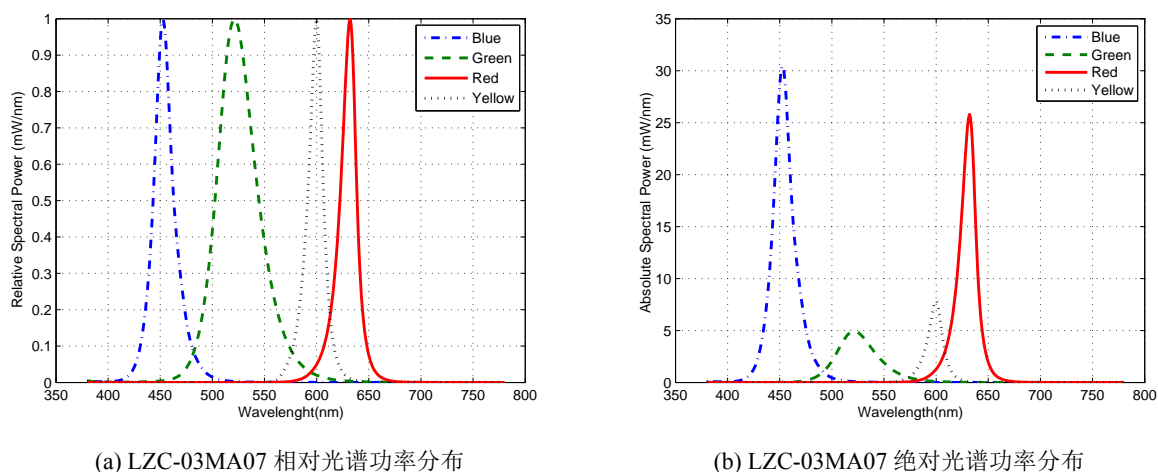 1
0.9
0.8
0.7
0.6
0.5
0.4
0.3
0.2
0.1
0
350 400 450 500 550 600 650 700 750 800
Relative Spectral Power (mW/nm)
Wavelenght(nm)
Blue
Green
Red
Yellow
(a) LZC-03MA07 相对光谱功率分布
35
30
25
20
15
10
5
0
350 400 450 500 550 600 650 700 750 800
Absolute Spectral Power (mW/nm)
Wavelength(nm)
Blue
Green
Red
Yellow
(b) LZC-03MA07 绝对光谱功率分布